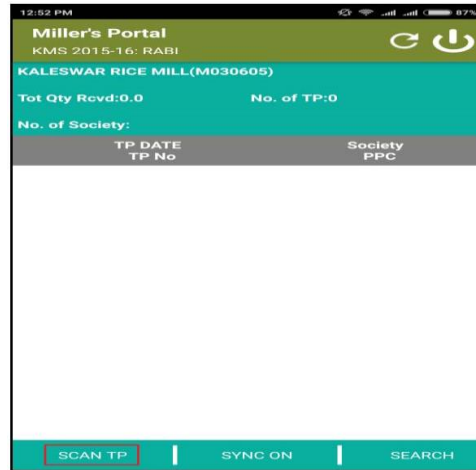 12:52 PM 87%
Miller's Portal
KMS 2015-16: RABI
KALESWAR RICE MILL(M030605)
Tot Qty Rcvd:0.0 No. of TP:0
No. of Society:
TP DATE Society
TP No PPC
SCAN TP SYNC ON SEARCH